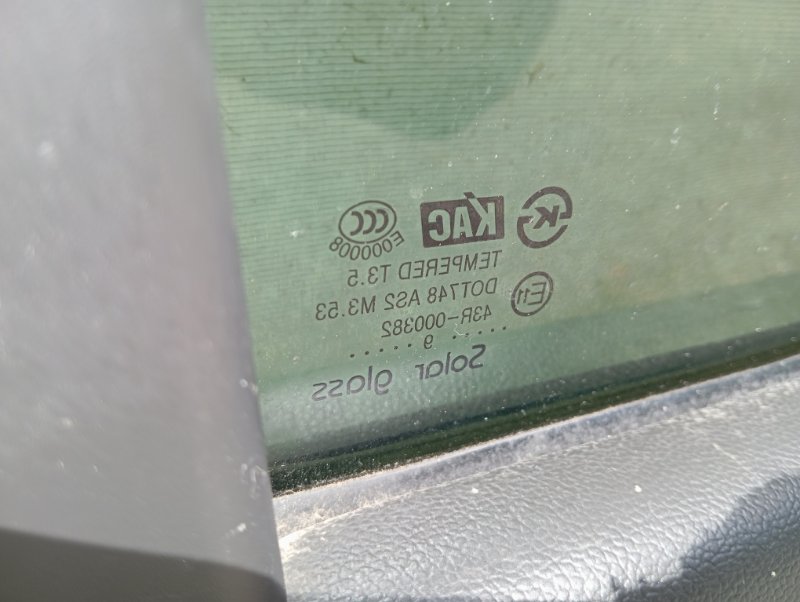 K KAC CCC
E000008
TEMPERED T3.5
E11 DOT748 AS2 M3.53
43R-000382
..... 9 .....
Solar glass